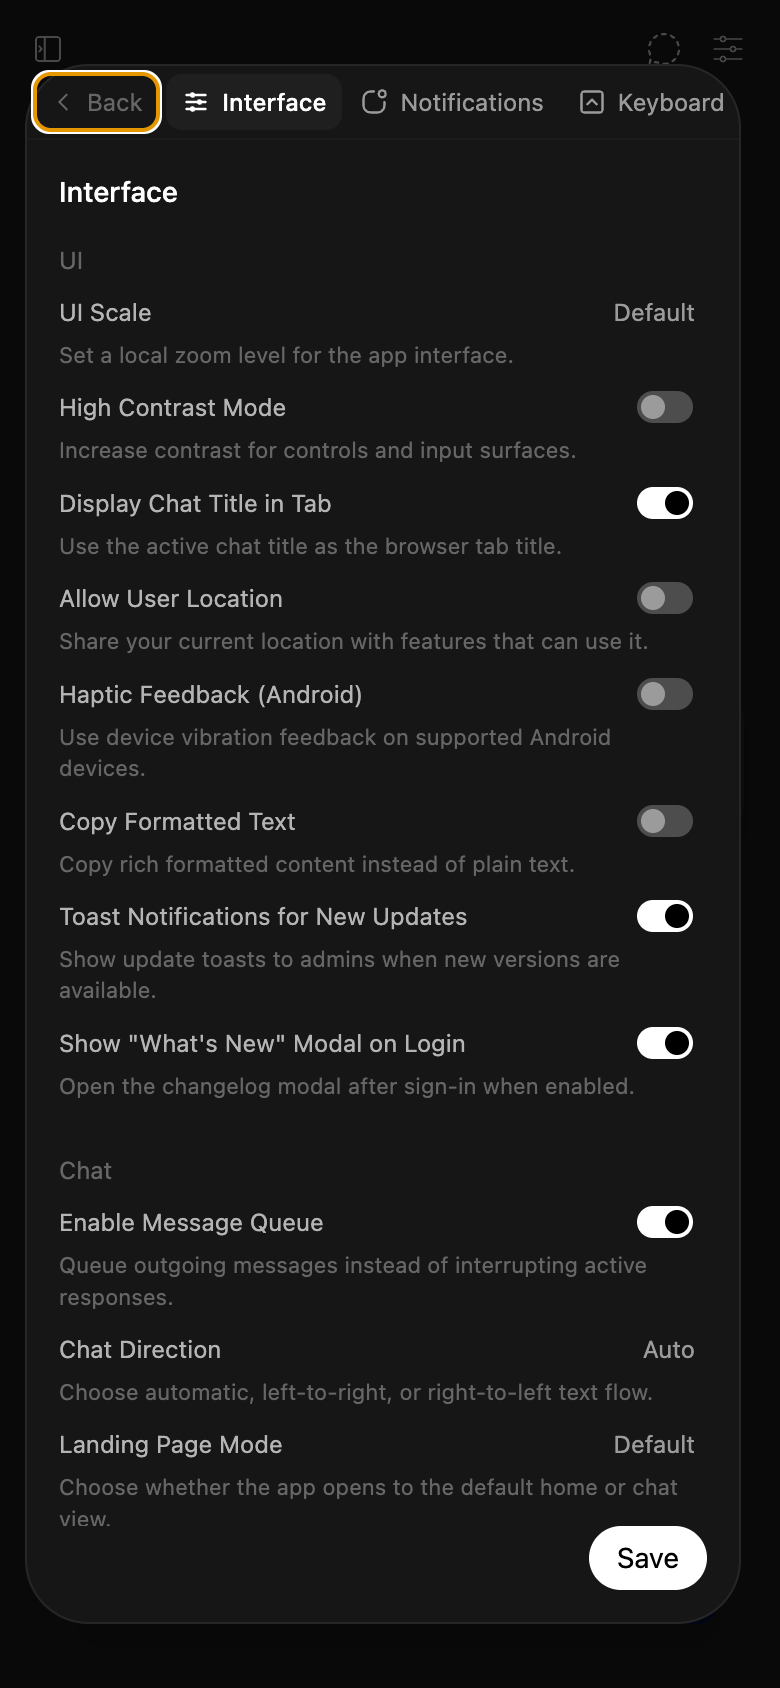 Back
Interface
Notifications
Keyboard
Interface
UI
UI Scale
Default
Set a local zoom level for the app interface.
High Contrast Mode
Increase contrast for controls and input surfaces.
Display Chat Title in Tab
Use the active chat title as the browser tab title.
Allow User Location
Share your current location with features that can use it.
Haptic Feedback (Android)
Use device vibration feedback on supported Android
devices.
Copy Formatted Text
Copy rich formatted content instead of plain text.
Toast Notifications for New Updates
Show update toasts to admins when new versions are
available.
Show "What's New" Modal on Login
Open the changelog modal after sign-in when enabled.
Chat
Enable Message Queue
Queue outgoing messages instead of interrupting active
responses.
Chat Direction
Auto
Choose automatic, left-to-right, or right-to-left text flow.
Landing Page Mode
Default
Choose whether the app opens to the default home or chat
view.
Save